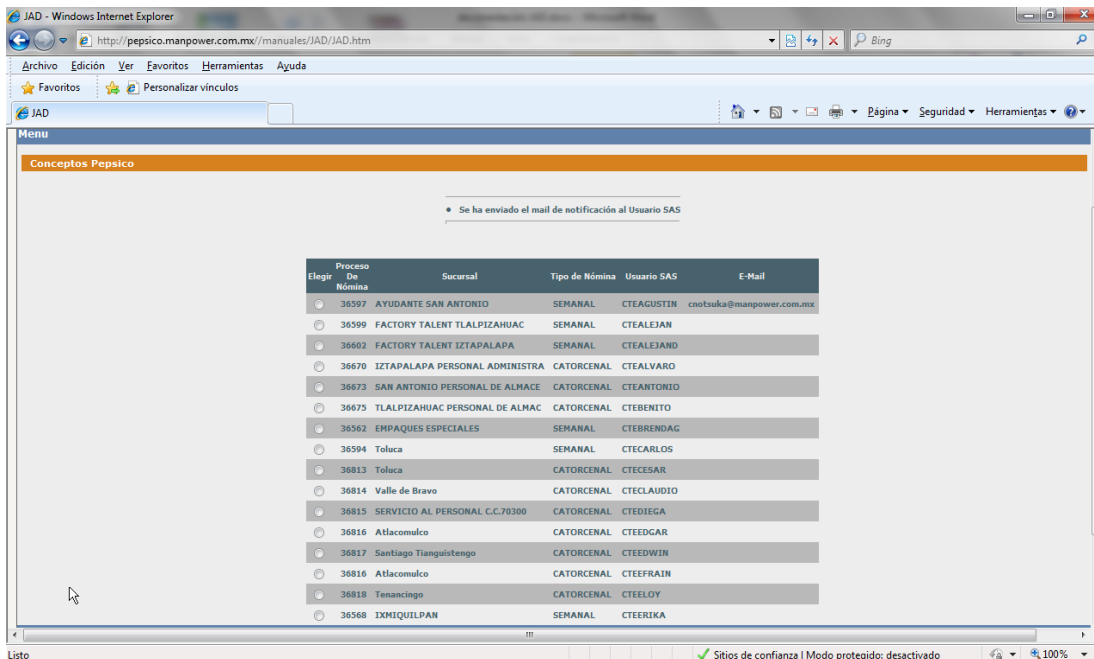 JAD - Windows Internet Explorer
http://pepsico.manpower.com.mx//manuales/JAD/JAD.htm
Bing
Archivo Edición Ver Favoritos Herramientas Ayuda
Favoritos Personalizar vínculos
JAD Página Seguridad Herramientas
Menu
Conceptos Pepsico
Se ha enviado el mail de notificación al Usuario SAS
Elegir Proceso De Nómina Sucursal Tipo de Nómina Usuario SAS E-Mail
36597 AYUDANTE SAN ANTONIO SEMANAL CTEAGUSTIN cnotsuka@manpower.com.mx
36599 FACTORY TALENT TLALPIZAHUAC SEMANAL CTEALEJAN
36602 FACTORY TALENT IZTAPALAPA SEMANAL CTEALEJAND
36670 IZTAPALAPA PERSONAL ADMINISTRA CATORCENAL CTEALVARO
36673 SAN ANTONIO PERSONAL DE ALMACE CATORCENAL CTEANTONIO
36675 TLALPIZAHUAC PERSONAL DE ALMAC CATORCENAL CTEBENITO
36562 EMPAQUES ESPECIALES SEMANAL CTEBRENDAG
36594 Toluca SEMANAL CTECARLOS
36813 Toluca CATORCENAL CTECESAR
36814 Valle de Bravo CATORCENAL CTECLAUDIO
36815 SERVICIO AL PERSONAL C.C.70300 CATORCENAL CTEDIEGA
36816 Atlacomulco CATORCENAL CTEEDGAR
36817 Santiago Tianguistengo CATORCENAL CTEEDWIN
36816 Atlacomulco CATORCENAL CTEEFRAIN
36818 Tenancingo CATORCENAL CTEELOY
36568 IXMIQUILPAN SEMANAL CTEERIKA
Listo Sitios de confianza | Modo protegido: desactivado 100%